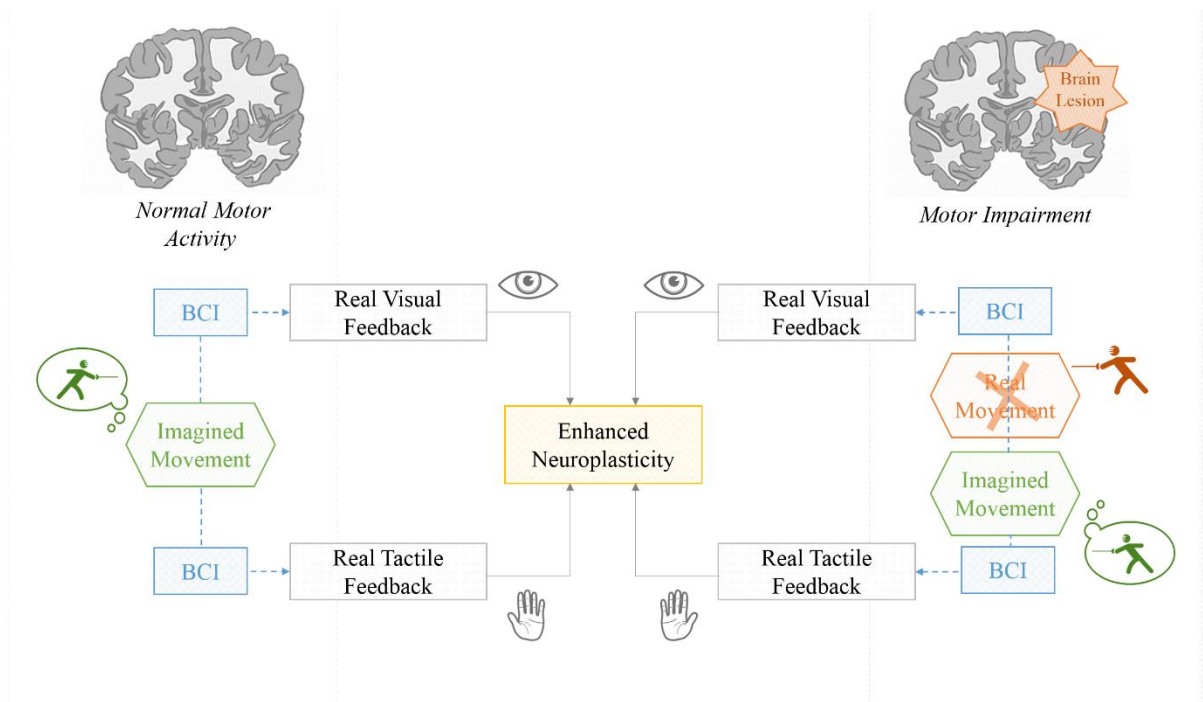 Brain
Lesion
Normal Motor
Activity
Motor Impairment
BCI
Real Visual
Feedback
Real Visual
Feedback
BCI
Real
Movement
Imagined
Movement
Enhanced
Neuroplasticity
Imagined
Movement
BCI
Real Tactile
Feedback
Real Tactile
Feedback
BCI